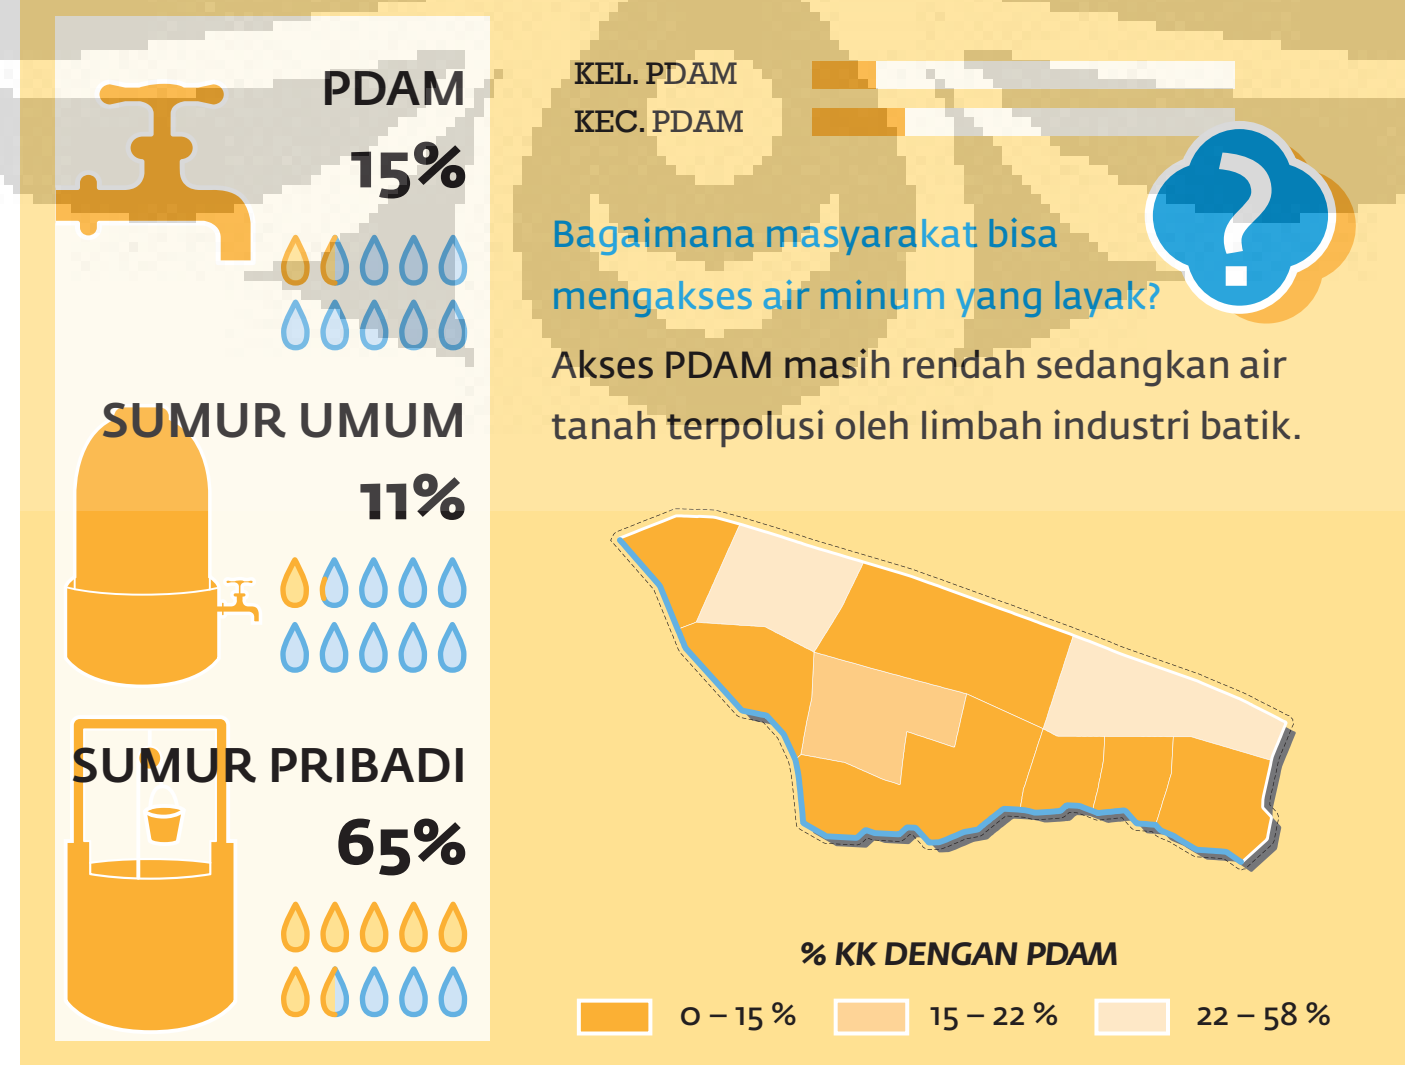 PDAM
15%
SUMUR UMUM
11%
SUMUR PRIBADI
65%
KEL. PDAM
KEC. PDAM
?
Bagaimana masyarakat bisa
mengakses air minum yang layak?
Akses PDAM masih rendah sedangkan air
tanah terpolusi oleh limbah industri batik.
% KK DENGAN PDAM
0 – 15 %
15 – 22 %
22 – 58 %